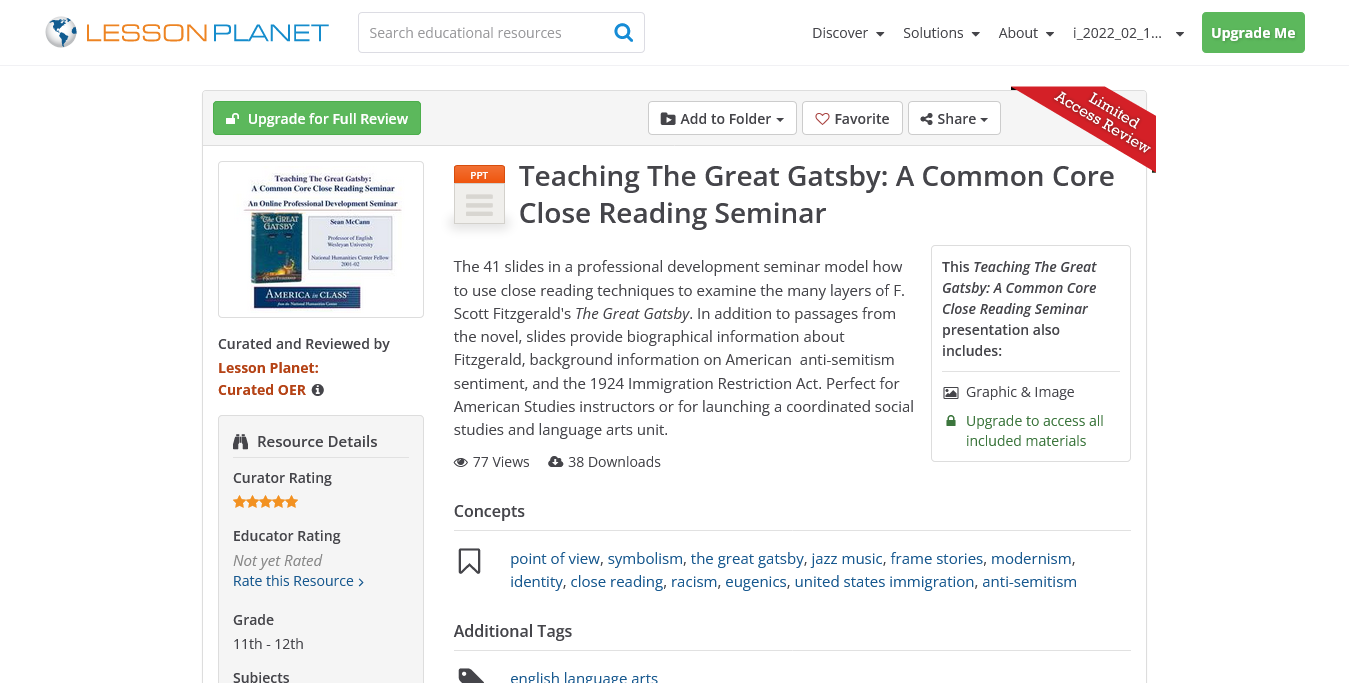 LESSONPLANET
Search educational resources
Discover
Solutions
About
i_2022_02_1...
Upgrade Me
Upgrade for Full Review
Add to Folder
Favorite
Share
Limited
Access Review
Teaching The Great Gatsby:
A Common Core Close Reading Seminar
An Online Professional Development Seminar
The GREAT
GATSBY
Sean McCann
Professor of English
Wesleyan University
National Humanities Center Fellow
2001-02
AMERICA in CLASS®
from the National Humanities Center
PPT
Teaching The Great Gatsby: A Common Core
Close Reading Seminar
The 41 slides in a professional development seminar model how
to use close reading techniques to examine the many layers of F.
Scott Fitzgerald's The Great Gatsby. In addition to passages from
the novel, slides provide biographical information about
Fitzgerald, background information on American  anti-semitism
sentiment, and the 1924 Immigration Restriction Act. Perfect for
American Studies instructors or for launching a coordinated social
studies and language arts unit.
77 Views
38 Downloads
This Teaching The Great
Gatsby: A Common Core
Close Reading Seminar
presentation also
includes:
Graphic & Image
Upgrade to access all
included materials
Curated and Reviewed by
Lesson Planet:
Curated OER
Resource Details
Curator Rating
Educator Rating
Not yet Rated
Rate this Resource ›
Grade
11th - 12th
Subjects
Concepts
point of view, symbolism, the great gatsby, jazz music, frame stories, modernism,
identity, close reading, racism, eugenics, united states immigration, anti-semitism
Additional Tags
english language arts